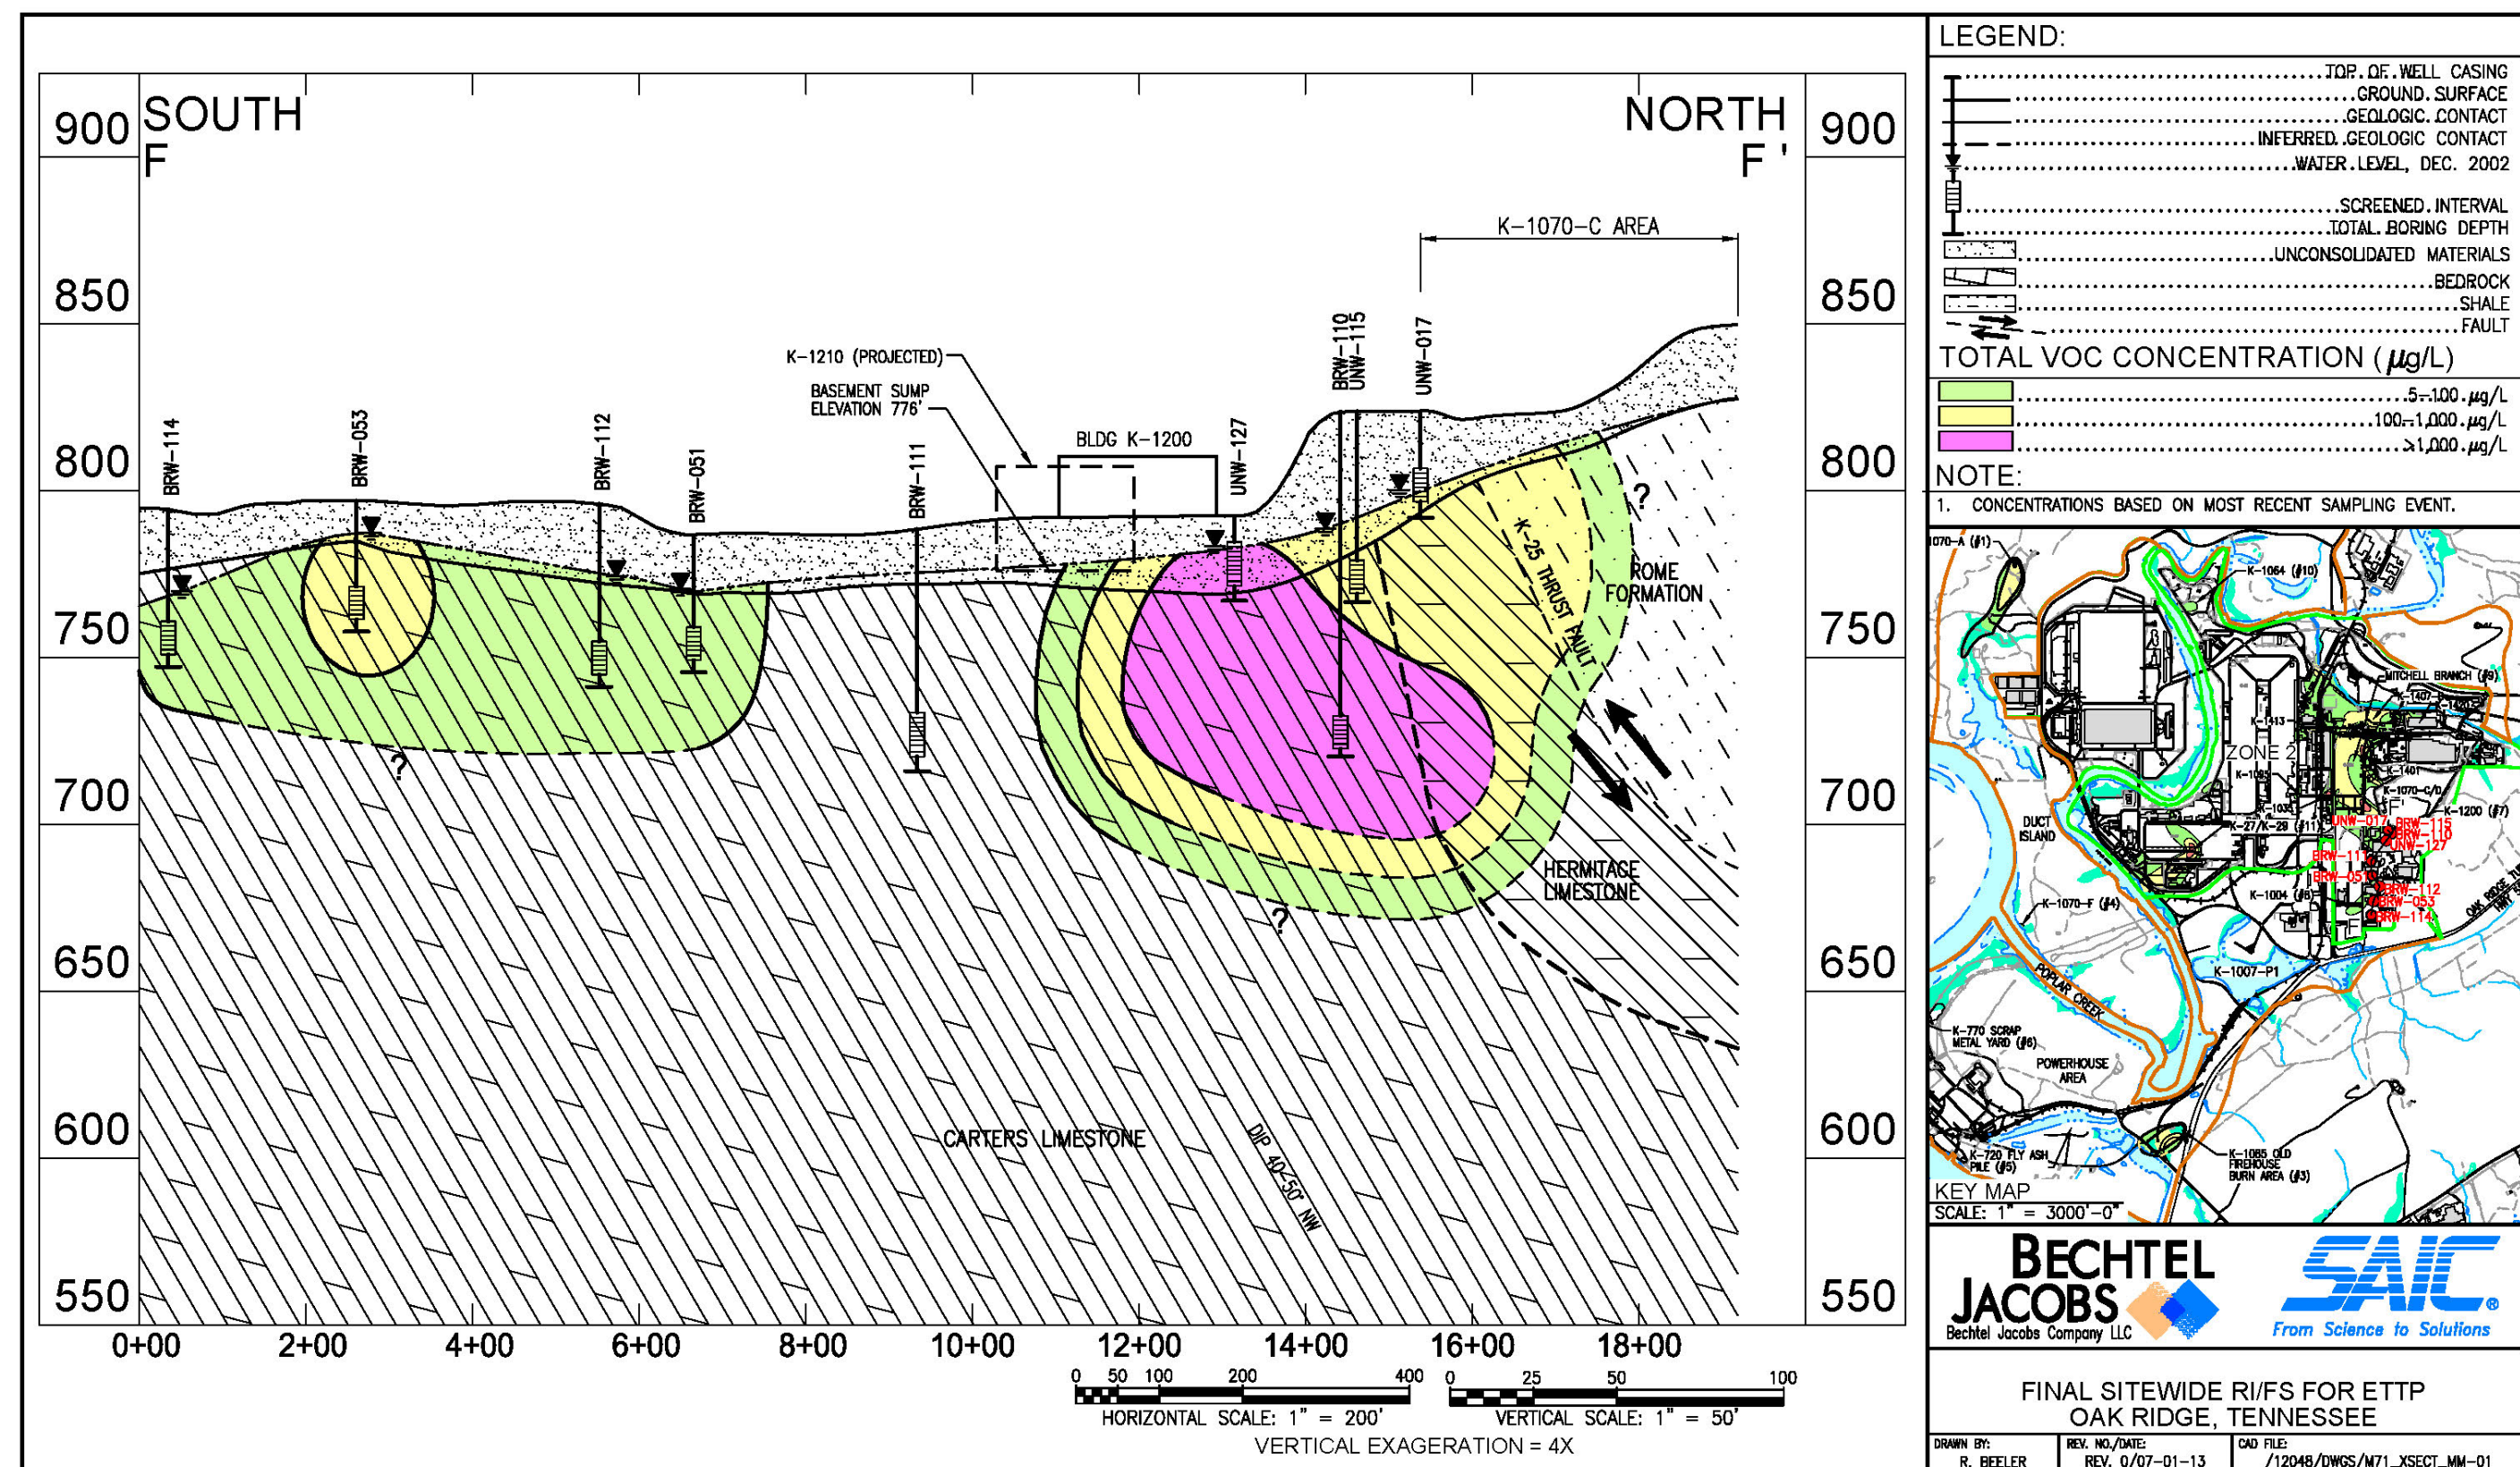 SOUTH
F
NORTH
F '
900
850
800
750
700
650
600
550
900
850
800
750
700
650
600
550
K-1070-C AREA
K-1210 (PROJECTED)
BASEMENT SUMP
ELEVATION 776'
BLDG K-1200
BRW-114
BRW-053
BRW-112
BRW-051
BRW-111
UNW-127
BRW-110
UNW-115
UNW-017
K-25 THRUST FAULT
?
ROME
FORMATION
?
?
HERMITAGE
LIMESTONE
CARTERS LIMESTONE
DIP 40-50° NW
0+00
2+00
4+00
6+00
8+00
10+00
12+00
14+00
16+00
18+00
0 50 100 200 400
HORIZONTAL SCALE: 1" = 200'
0 25 50 100
VERTICAL SCALE: 1" = 50'
VERTICAL EXAGERATION = 4X
LEGEND:
TOP OF WELL CASING
GROUND SURFACE
GEOLOGIC CONTACT
INFERRED GEOLOGIC CONTACT
WATER LEVEL, DEC. 2002
SCREENED INTERVAL
TOTAL BORING DEPTH
UNCONSOLIDATED MATERIALS
BEDROCK
SHALE
FAULT
TOTAL VOC CONCENTRATION (µg/L)
5-100 µg/L
100-1,000 µg/L
>1,000 µg/L
NOTE:
1. CONCENTRATIONS BASED ON MOST RECENT SAMPLING EVENT.
1070-A (#1)
K-1064 (#10)
MITCHELL BRANCH (#9)
K-1407-
K-1420
K-1413
ZONE 2
K-1095
K-1401
K-1035
K-1070-C/D
F'
K-1200 (#7)
DUCT
ISLAND
K-27/K-29 (#11)
UNW-017
BRW-115
BRW-110
UNW-127
BRW-111
BRW-051
BRW-112
BRW-053
BRW-114
K-1004 (#8)
K-1070-F (#4)
OAK RIDGE
K-1007-P1
POPLAR CREEK
K-770 SCRAP
METAL YARD (#6)
POWERHOUSE
AREA
K-720 FLY ASH
PILE (#5)
K-1085 OLD
FIREHOUSE
BURN AREA (#3)
KEY MAP
SCALE: 1" = 3000'-0"
BECHTEL
JACOBS
Bechtel Jacobs Company LLC
SAIC®
From Science to Solutions
FINAL SITEWIDE RI/FS FOR ETTP
OAK RIDGE, TENNESSEE
DRAWN BY:
R. BEELER
REV. NO./DATE:
REV. 0/07-01-13
CAD FILE:
/12048/DWGS/M71_XSECT_MM-01